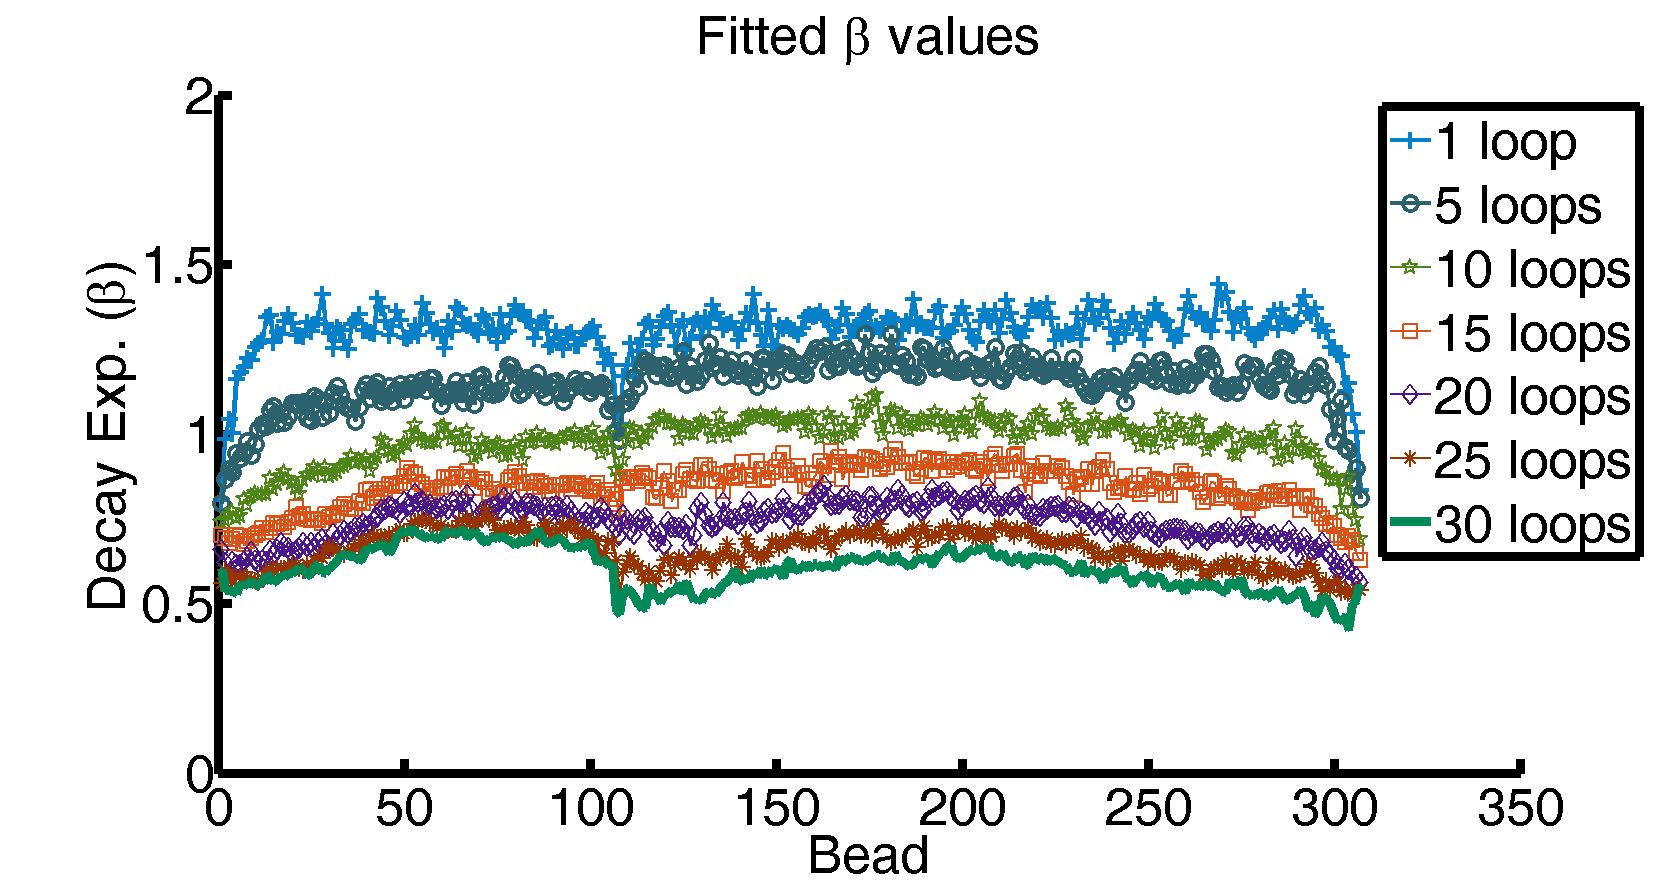 Fitted β values
Decay Exp. (β)
2
1.5
1
0.5
0
0 50 100 150 200 250 300 350
Bead
1 loop
5 loops
10 loops
15 loops
20 loops
25 loops
30 loops